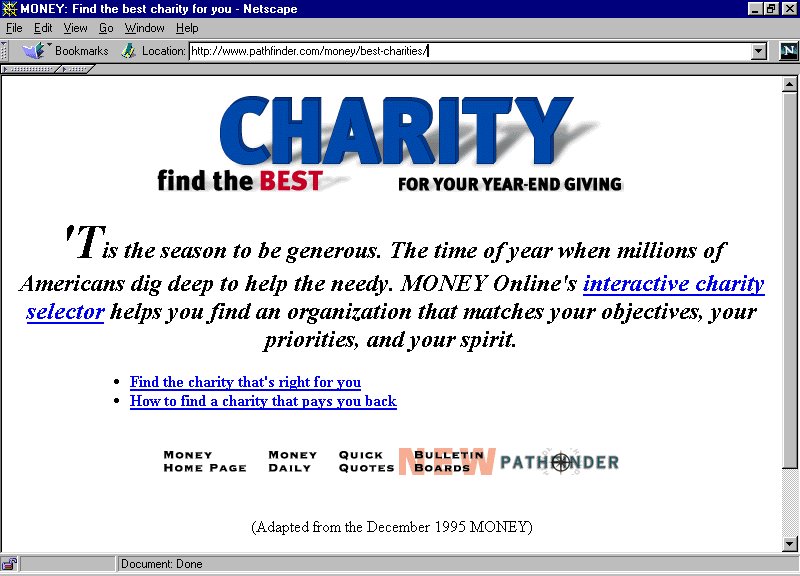 MONEY: Find the best charity for you - Netscape
File Edit View Go Window Help
Bookmarks Location: http://www.pathfinder.com/money/best-charities/
N
CHARITY
find the BEST FOR YOUR YEAR-END GIVING
'Tis the season to be generous. The time of year when millions of
Americans dig deep to help the needy. MONEY Online's interactive charity
selector helps you find an organization that matches your objectives, your
priorities, and your spirit.
• Find the charity that's right for you
• How to find a charity that pays you back
MONEY MONEY QUICK NEW BULLETIN PATHFINDER
HOME PAGE DAILY QUOTES BOARDS
(Adapted from the December 1995 MONEY)
Document: Done